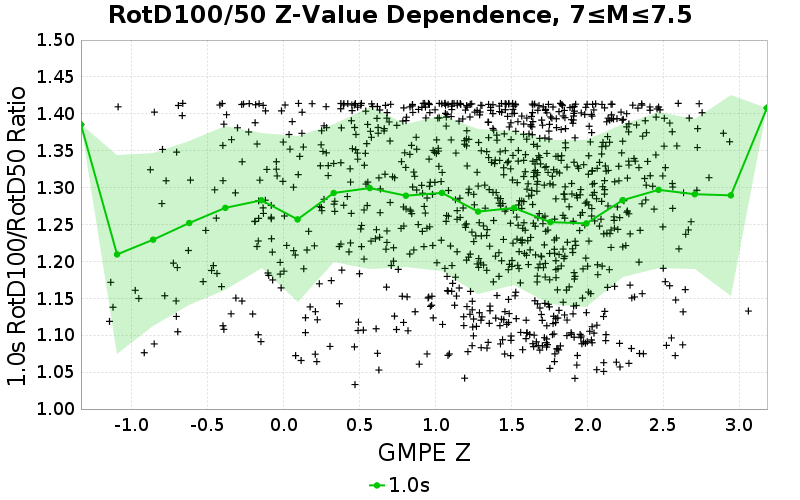 RotD100/50 Z-Value Dependence, 7≤M≤7.5
1.0s RotD100/RotD50 Ratio
1.50
1.45
1.40
1.35
1.30
1.25
1.20
1.15
1.10
1.05
1.00
-1.0 -0.5 0.0 0.5 1.0 1.5 2.0 2.5 3.0
GMPE Z
1.0s